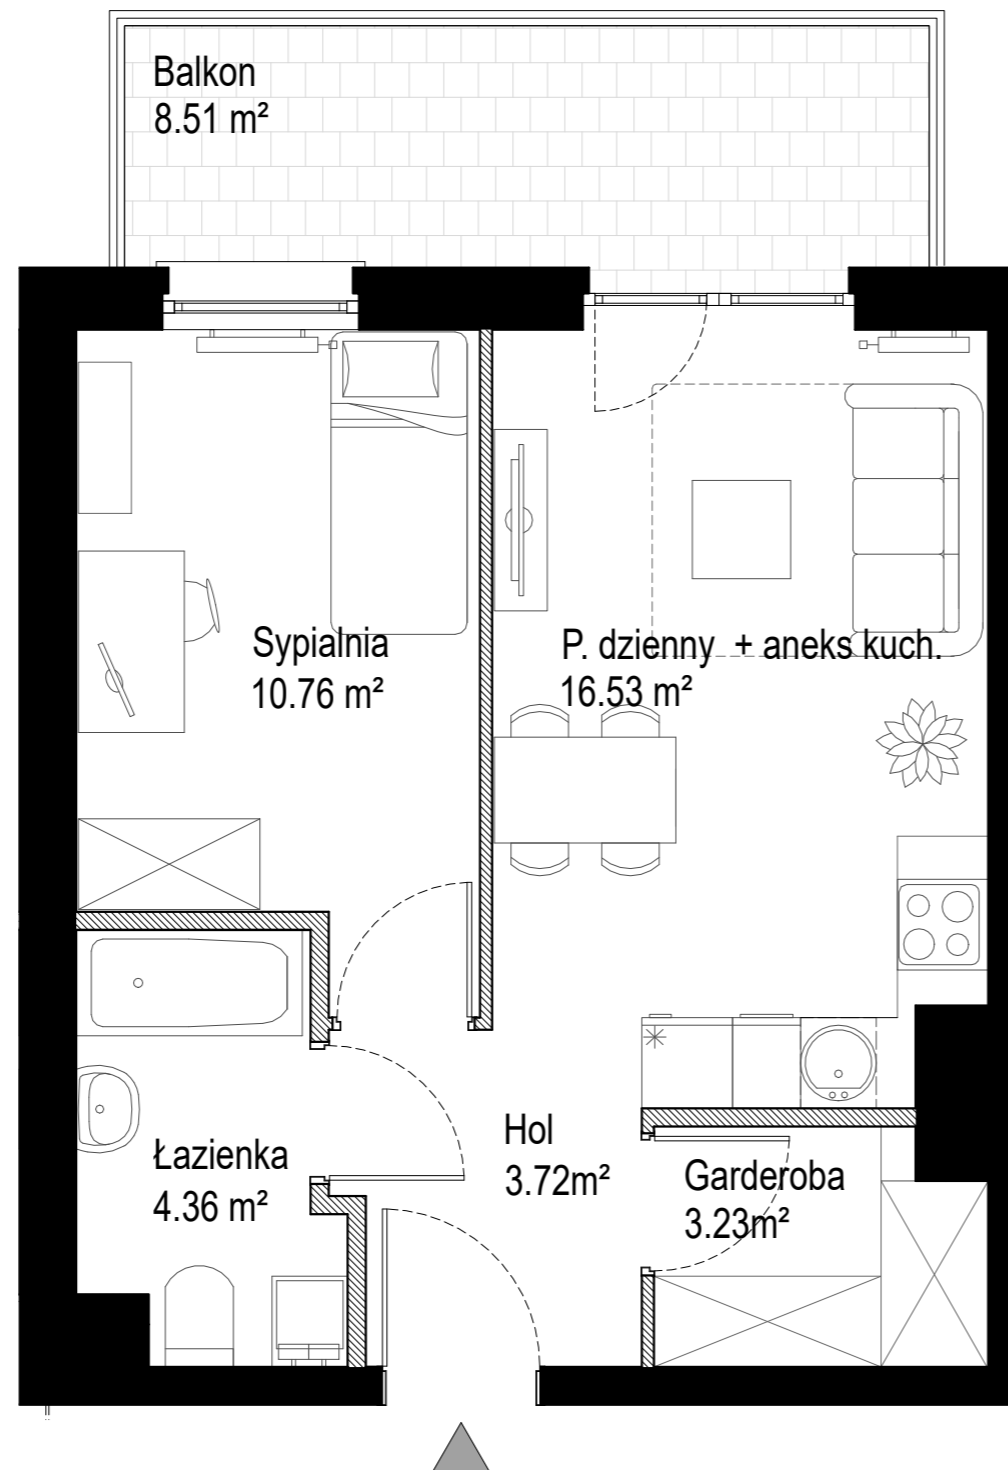 Balkon
8.51 m²
Sypialnia
10.76 m²
P. dzienny + aneks kuch.
16.53 m²
Hol
3.72m²
Łazienka
4.36 m²
Garderoba
3.23m²